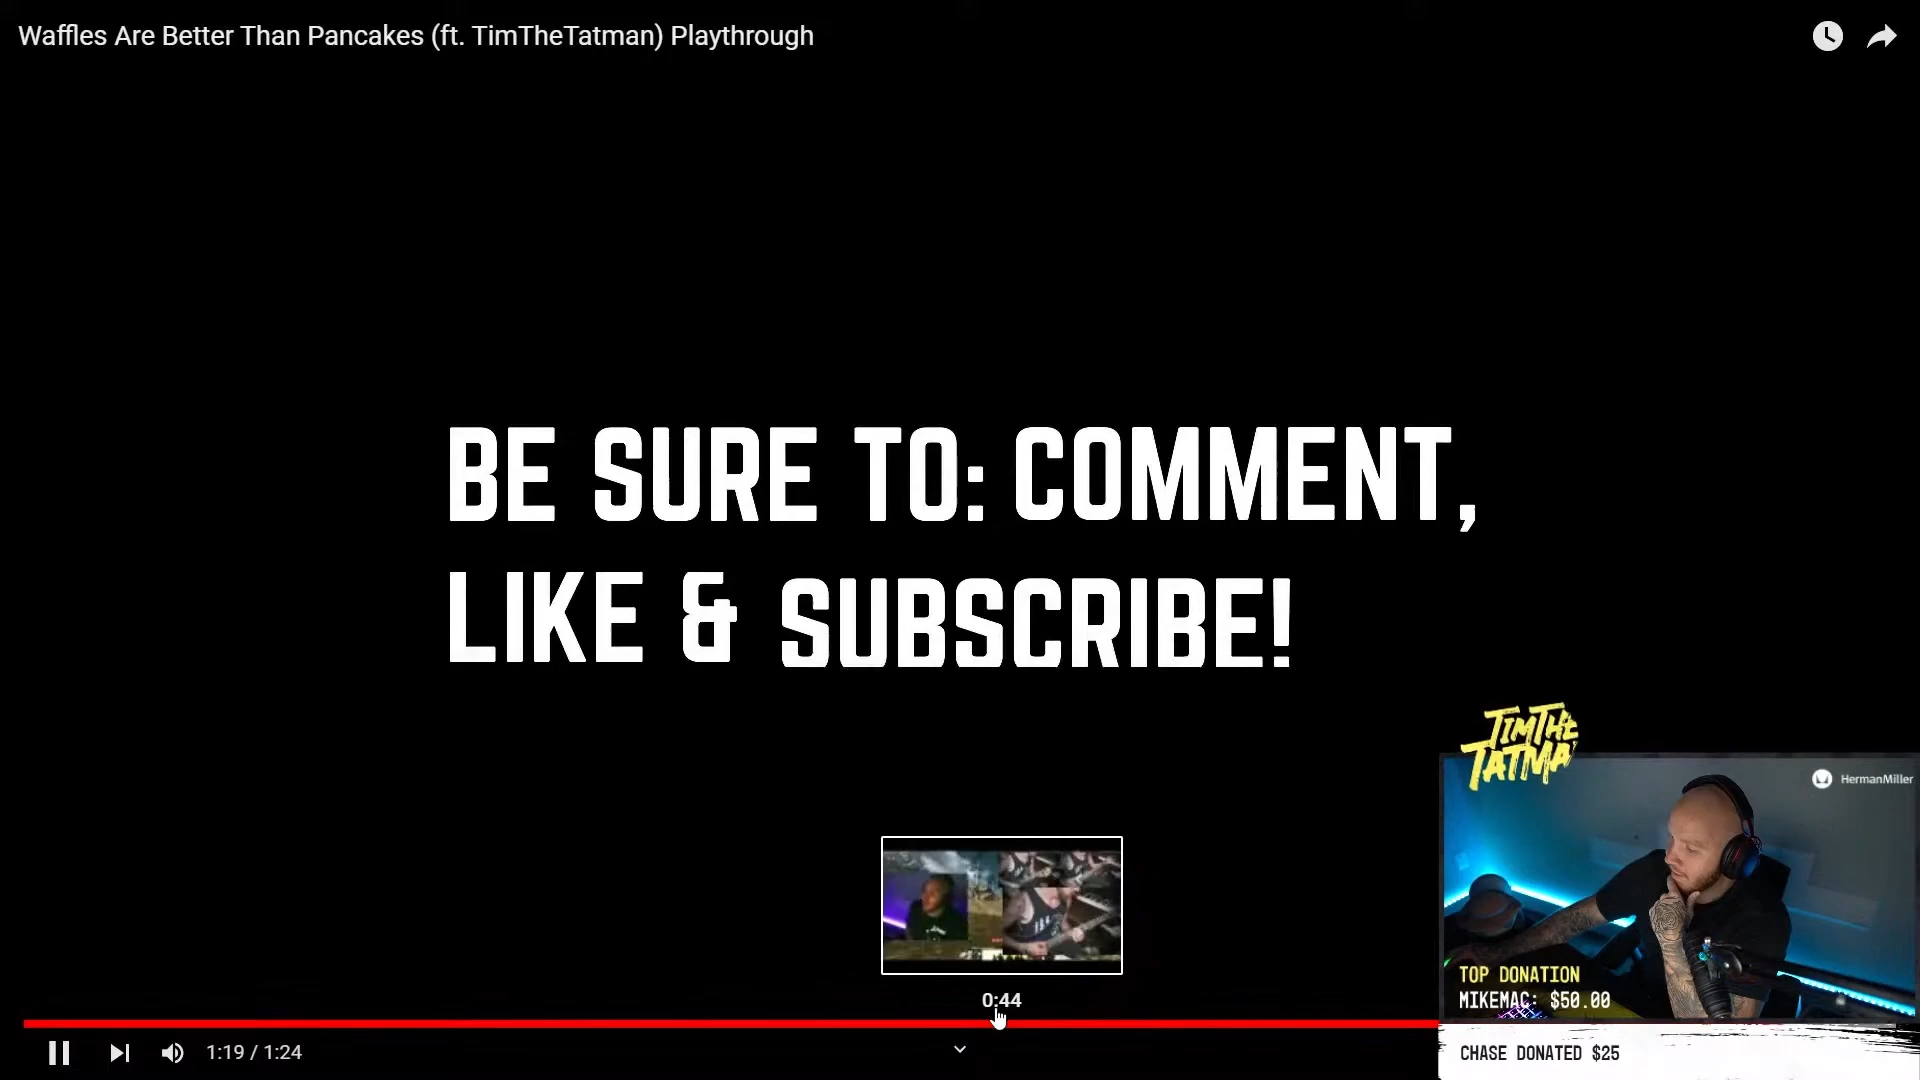 Waffles Are Better Than Pancakes (ft. TimTheTatman) Playthrough
BE SURE TO: COMMENT,
LIKE & SUBSCRIBE!
TIMTHE
TATMA
HermanMiller
TOP DONATION
MIKEMAC: $50.00
0:44
1:19 / 1:24
CHASE DONATED $25